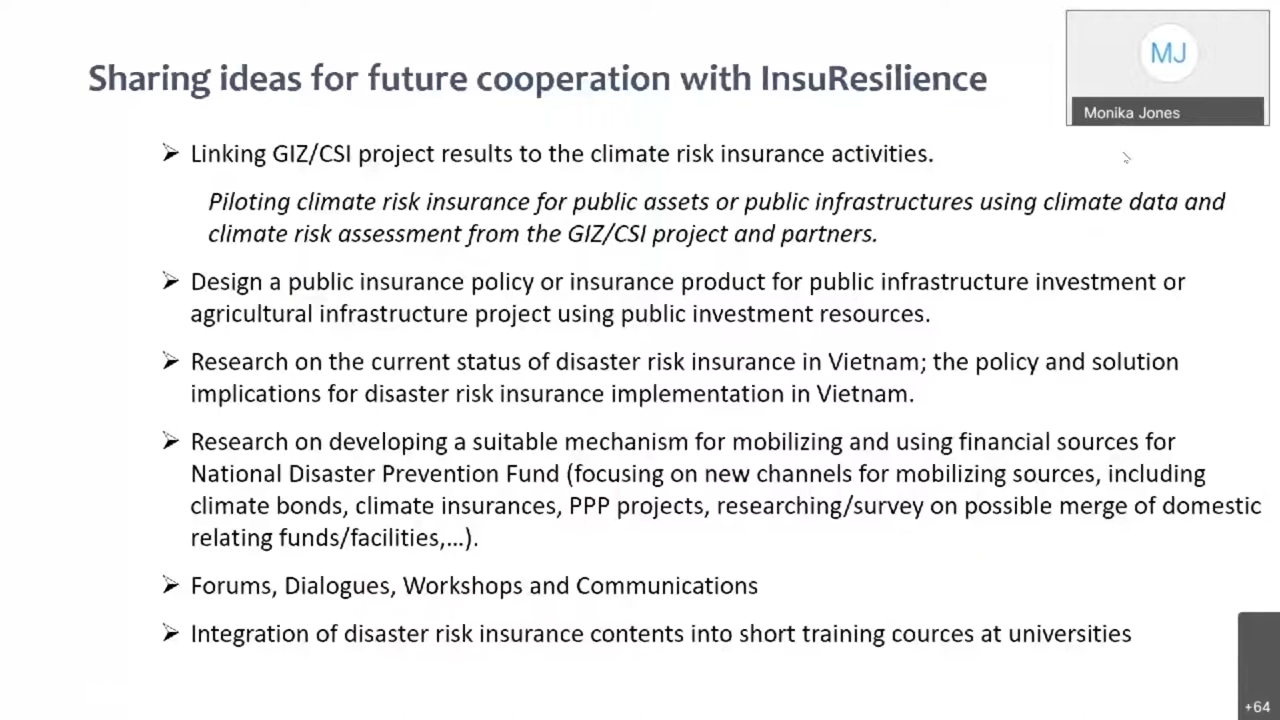 Sharing ideas for future cooperation with InsuResilience
MJ
Monika Jones
Linking GIZ/CSI project results to the climate risk insurance activities.
Piloting climate risk insurance for public assets or public infrastructures using climate data and
climate risk assessment from the GIZ/CSI project and partners.
Design a public insurance policy or insurance product for public infrastructure investment or
agricultural infrastructure project using public investment resources.
Research on the current status of disaster risk insurance in Vietnam; the policy and solution
implications for disaster risk insurance implementation in Vietnam.
Research on developing a suitable mechanism for mobilizing and using financial sources for
National Disaster Prevention Fund (focusing on new channels for mobilizing sources, including
climate bonds, climate insurances, PPP projects, researching/survey on possible merge of domestic
relating funds/facilities,...).
Forums, Dialogues, Workshops and Communications
Integration of disaster risk insurance contents into short training cources at universities
+64